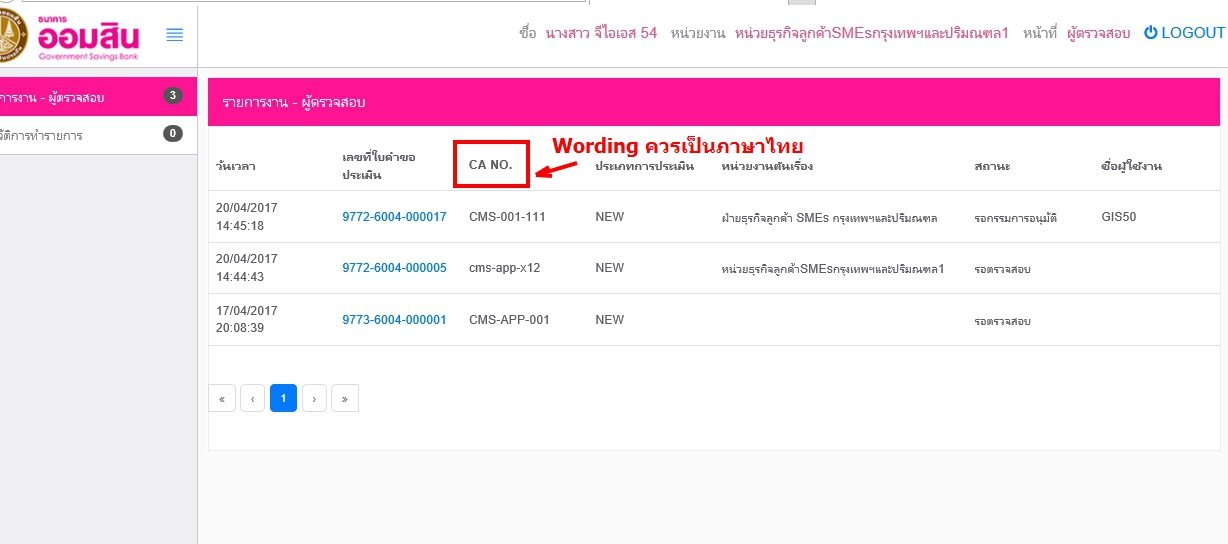 ธนาคาร
ออมสิน
Government Savings Bank
ชื่อ นางสาว จีไอเอส 54 หน่วยงาน หน่วยธุรกิจลูกค้าSMEsกรุงเทพฯและปริมณฑล1 หน้าที่ ผู้ตรวจสอบ LOGOUT
การงาน - ผู้ตรวจสอบ 3
วัติการทำรายการ 0
รายการงาน - ผู้ตรวจสอบ
Wording ควรเป็นภาษาไทย
วันเวลา เลขที่ใบคำขอ CA NO. ประเภทการประเมิน หน่วยงานต้นเรื่อง สถานะ ชื่อผู้ใช้งาน
ประเมิน
20/04/2017 9772-6004-000017 CMS-001-111 NEW ฝ่ายธุรกิจลูกค้า SMEs กรุงเทพฯและปริมณฑล รอกรรมการอนุมัติ GIS50
14:45:18
20/04/2017 9772-6004-000005 cms-app-x12 NEW หน่วยธุรกิจลูกค้าSMEsกรุงเทพฯและปริมณฑล1 รอตรวจสอบ
14:44:43
17/04/2017 9773-6004-000001 CMS-APP-001 NEW รอตรวจสอบ
20:08:39
« ‹ 1 › »